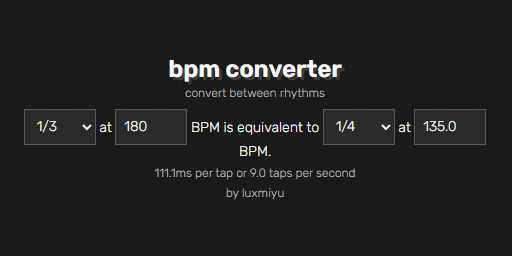 bpm converter
convert between rhythms
1/3 at 180 BPM is equivalent to 1/4 at 135.0
BPM.
111.1ms per tap or 9.0 taps per second
by luxmiyu